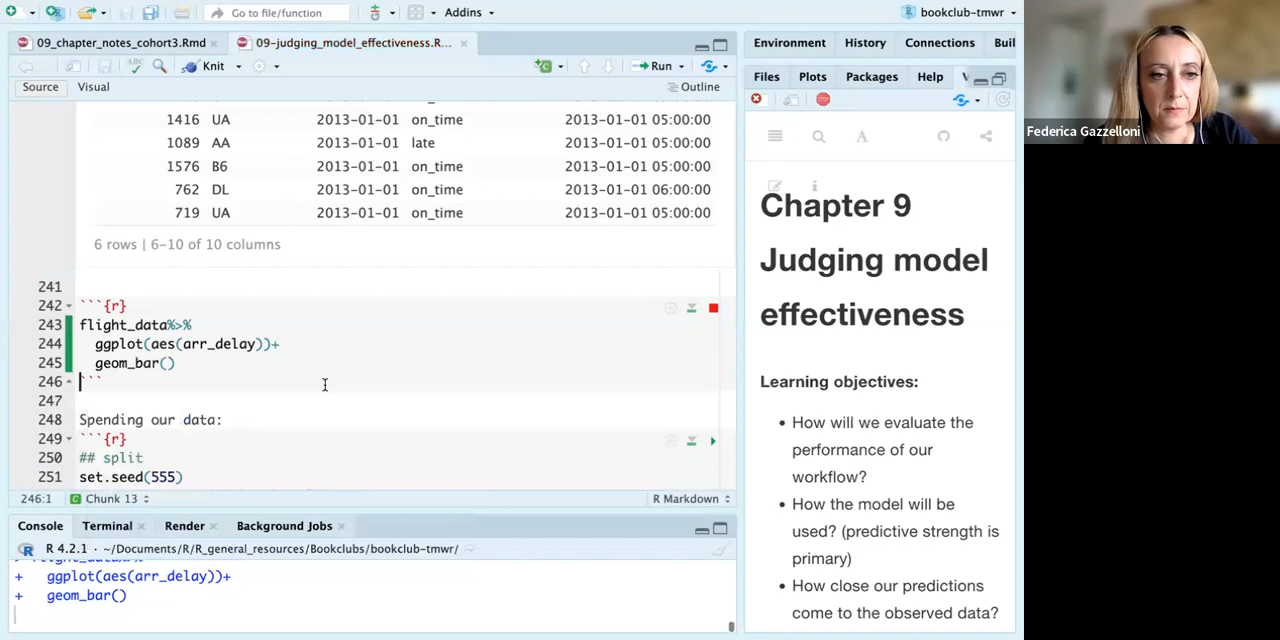 Go to file/function
Addins
bookclub-tmwr
09_chapter_notes_cohort3.Rmd
09-judging_model_effectiveness.R...
Knit
Run
Source
Visual
Outline
1416 UA 2013-01-01 on_time 2013-01-01 05:00:00
1089 AA 2013-01-01 late 2013-01-01 05:00:00
1576 B6 2013-01-01 on_time 2013-01-01 05:00:00
762 DL 2013-01-01 on_time 2013-01-01 06:00:00
719 UA 2013-01-01 on_time 2013-01-01 05:00:00
6 rows | 6-10 of 10 columns
241
242 ```{r}
243 flight_data%>%
244 ggplot(aes(arr_delay))+
245 geom_bar()
246 ```
247
248 Spending our data:
249 ```{r}
250 ## split
251 set.seed(555)
246:1 Chunk 13 R Markdown
Console Terminal Render Background Jobs
R 4.2.1 · ~/Documents/R/R_general_resources/Bookclubs/bookclub-tmwr/
+ ggplot(aes(arr_delay))+
+ geom_bar()
Environment History Connections Buil
Files Plots Packages Help V
Chapter 9
Judging model
effectiveness
Learning objectives:
• How will we evaluate the
performance of our
workflow?
• How the model will be
used? (predictive strength is
primary)
• How close our predictions
come to the observed data?
Federica Gazzelloni